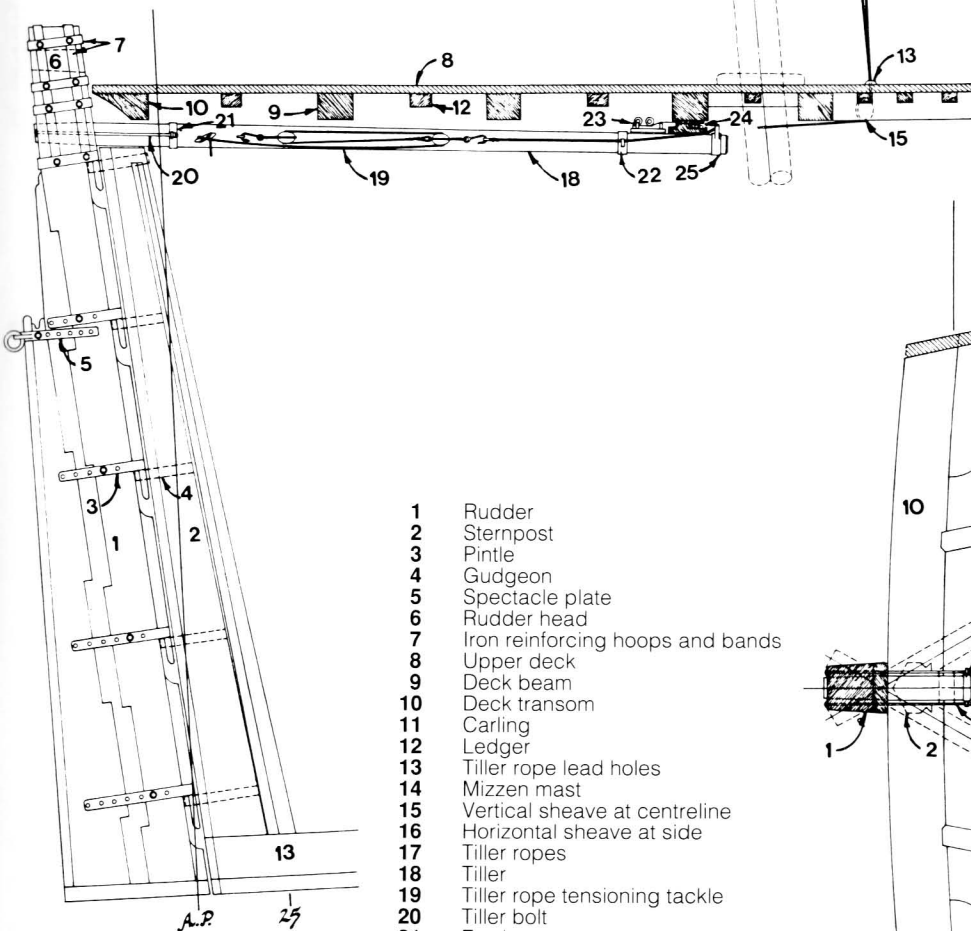 7
6
8
13
10
21
9
12
23
24
15
20
19
18
22
25
5
3
4
1
2
10
1 Rudder
2 Sternpost
3 Pintle
4 Gudgeon
5 Spectacle plate
6 Rudder head
7 Iron reinforcing hoops and bands
8 Upper deck
9 Deck beam
10 Deck transom
11 Carling
12 Ledger
13 Tiller rope lead holes
14 Mizzen mast
15 Vertical sheave at centreline
16 Horizontal sheave at side
17 Tiller ropes
18 Tiller
19 Tiller rope tensioning tackle
20 Tiller bolt
1
2
13
A.P.
25